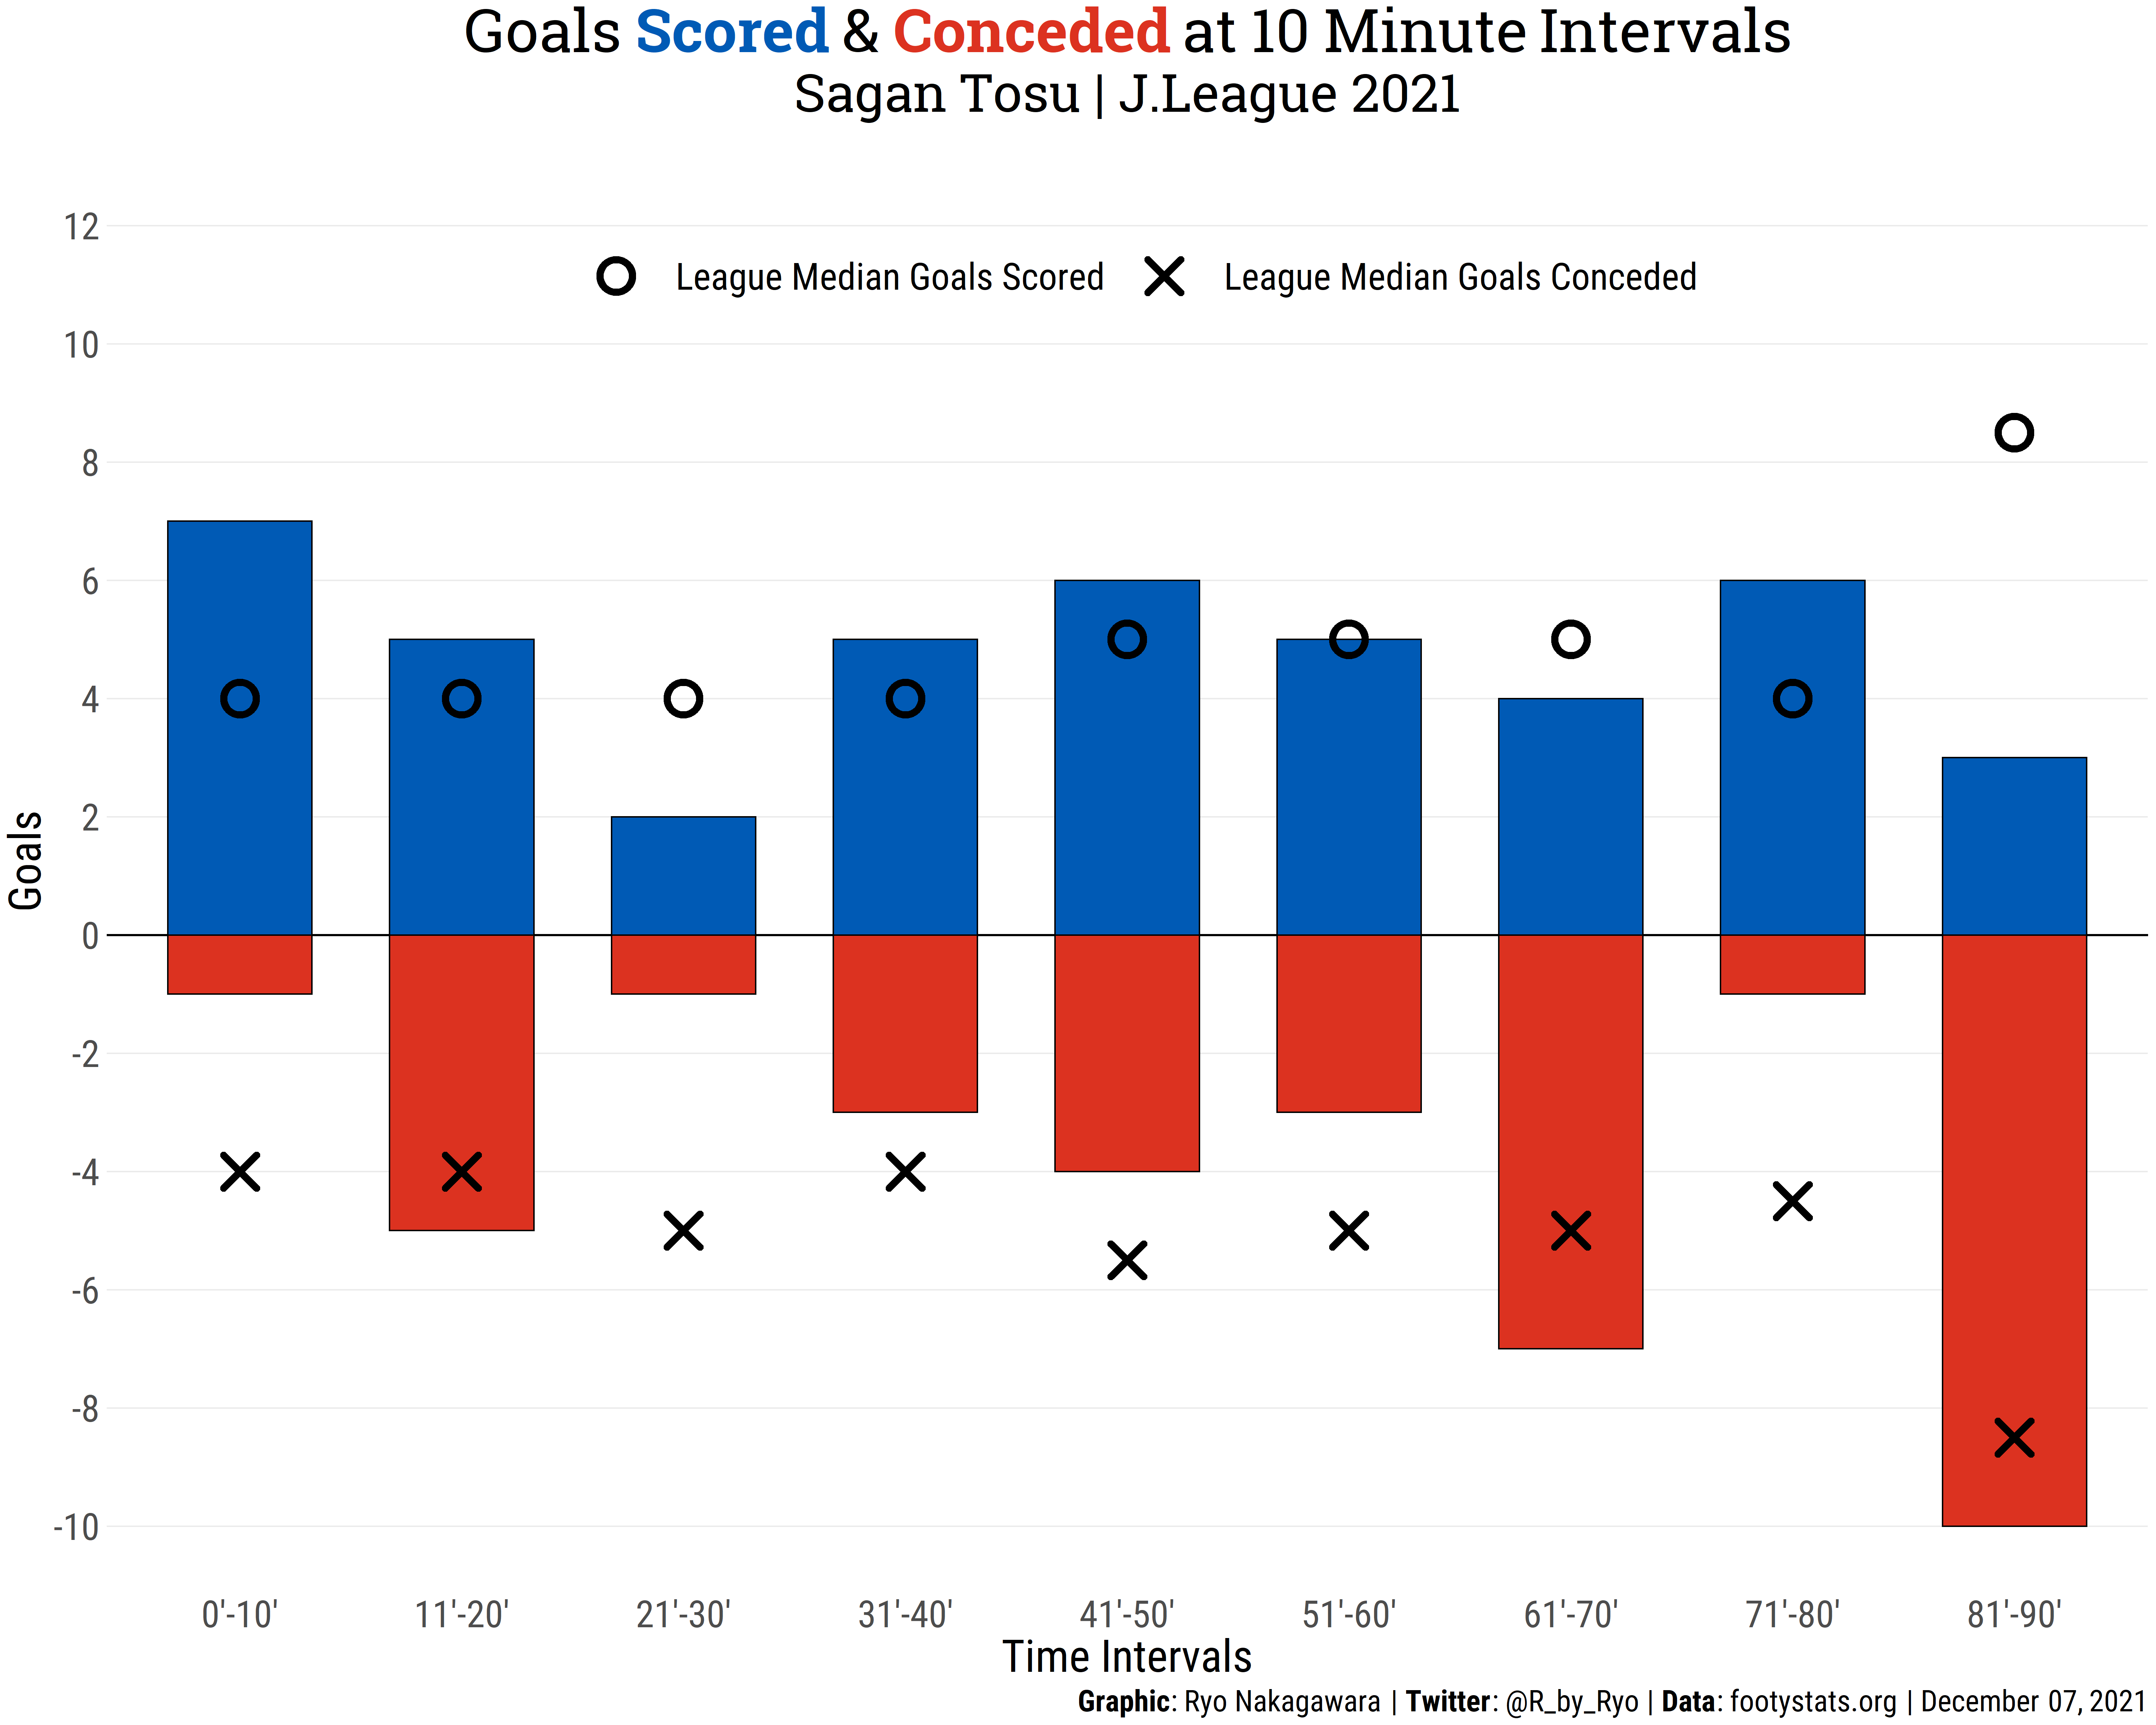 Goals Scored & Conceded at 10 Minute Intervals
Sagan Tosu | J.League 2021
12
League Median Goals Scored League Median Goals Conceded
10
8
6
4
2
0
-2
-4
-6
-8
-10
Goals
0'-10' 11'-20' 21'-30' 31'-40' 41'-50' 51'-60' 61'-70' 71'-80' 81'-90'
Time Intervals
Graphic: Ryo Nakagawara | Twitter: @R_by_Ryo | Data: footystats.org | December 07, 2021